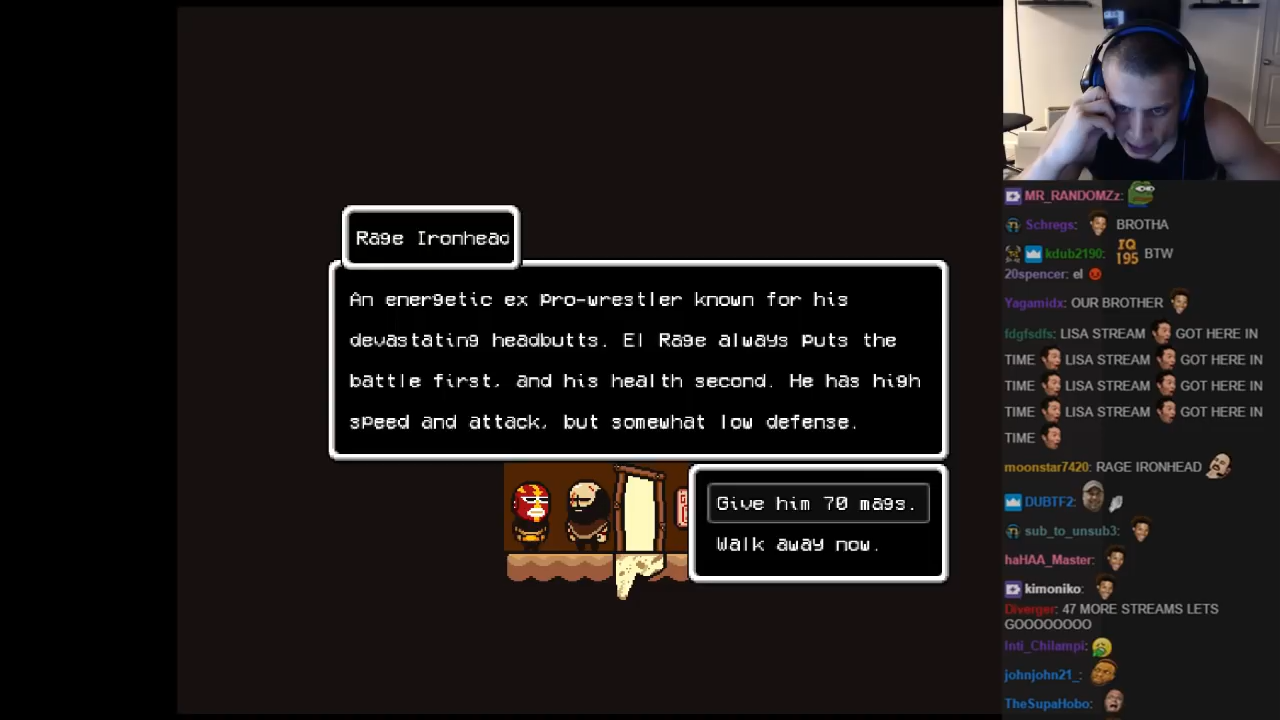 Rage Ironhead
An energetic ex pro-wrestler known for his
devastating headbutts. El Rage always puts the
battle first, and his health second. He has high
speed and attack, but somewhat low defense.
Give him 70 mags.
Walk away now.
MR_RANDOMZz:
Schregs: BROTHA
kdub2190: IQ 195 BTW
20spencer: el
Yagamidx: OUR BROTHER
fdgfsdfs: LISA STREAM GOT HERE IN
TIME LISA STREAM GOT HERE IN
TIME LISA STREAM GOT HERE IN
TIME LISA STREAM GOT HERE IN
TIME
moonstar7420: RAGE IRONHEAD
DUBTF2:
sub_to_unsub3:
haHAA_Master:
kimoniko:
Diverger: 47 MORE STREAMS LETS
GOOOOOOOO
Inti_Chilampi:
johnjohn21_:
TheSupaHobo: